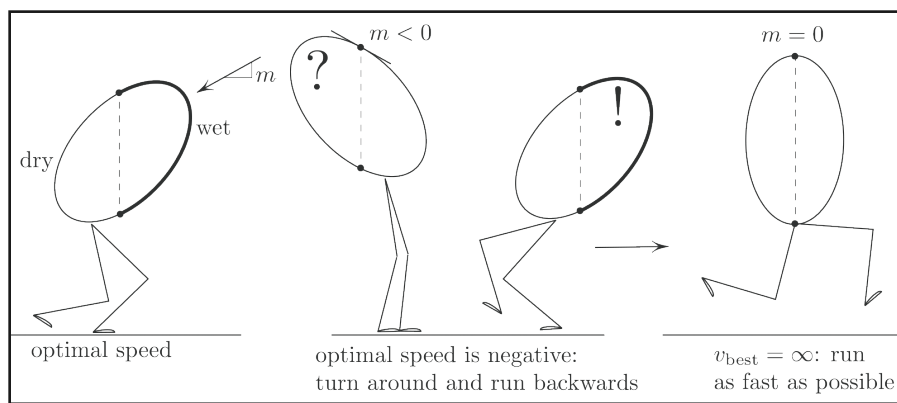 dry
wet
m
optimal speed
?
m < 0
!
optimal speed is negative:
turn around and run backwards
m = 0
v_best = ∞: run
as fast as possible